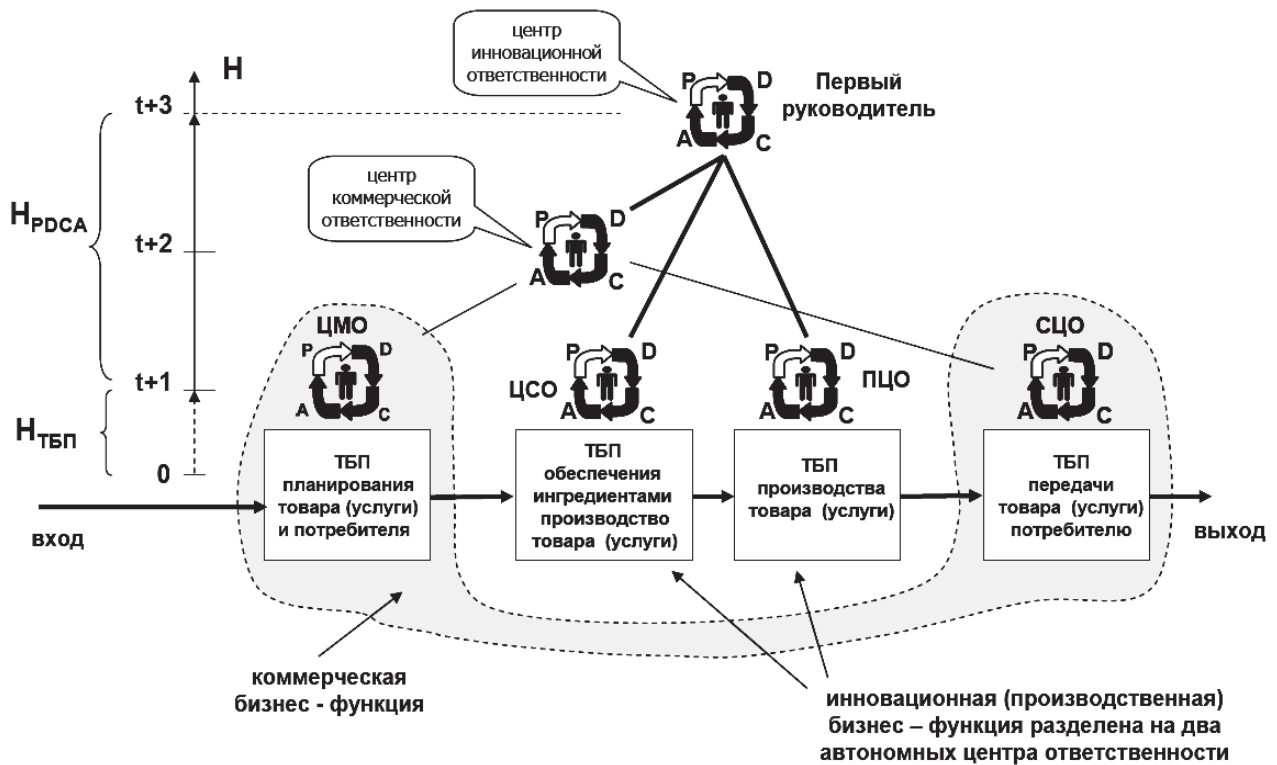 центр
инновационной
ответственности
H
P
D
A
C
Первый
руководитель
t+3
центр
коммерческой
ответственности
H PDCA
t+2
P
D
A
C
ЦМО
P
D
A
C
ЦСО
P
D
A
C
ПЦО
P
D
A
C
СЦО
P
D
A
C
t+1
H ТБП
0
вход
ТБП
планирования
товара (услуги)
и потребителя
ТБП
обеспечения
ингредиентами
производство
товара (услуги)
ТБП
производства
товара (услуги)
ТБП
передачи
товара (услуги)
потребителю
выход
коммерческая
бизнес - функция
инновационная (производственная)
бизнес – функция разделена на два
автономных центра ответственности